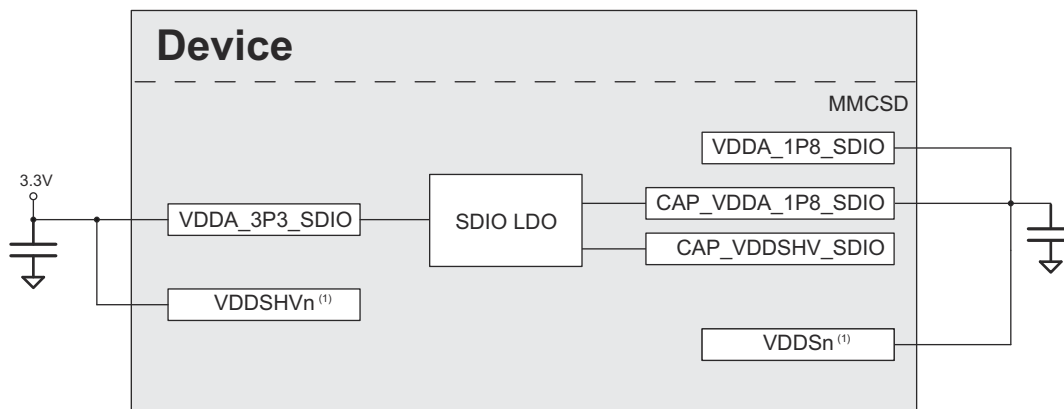 Device
MMCSD
VDDA_1P8_SDIO
3.3V
VDDA_3P3_SDIO
SDIO LDO
CAP_VDDA_1P8_SDIO
CAP_VDDSHV_SDIO
VDDSHVn (1)
VDDSn (1)